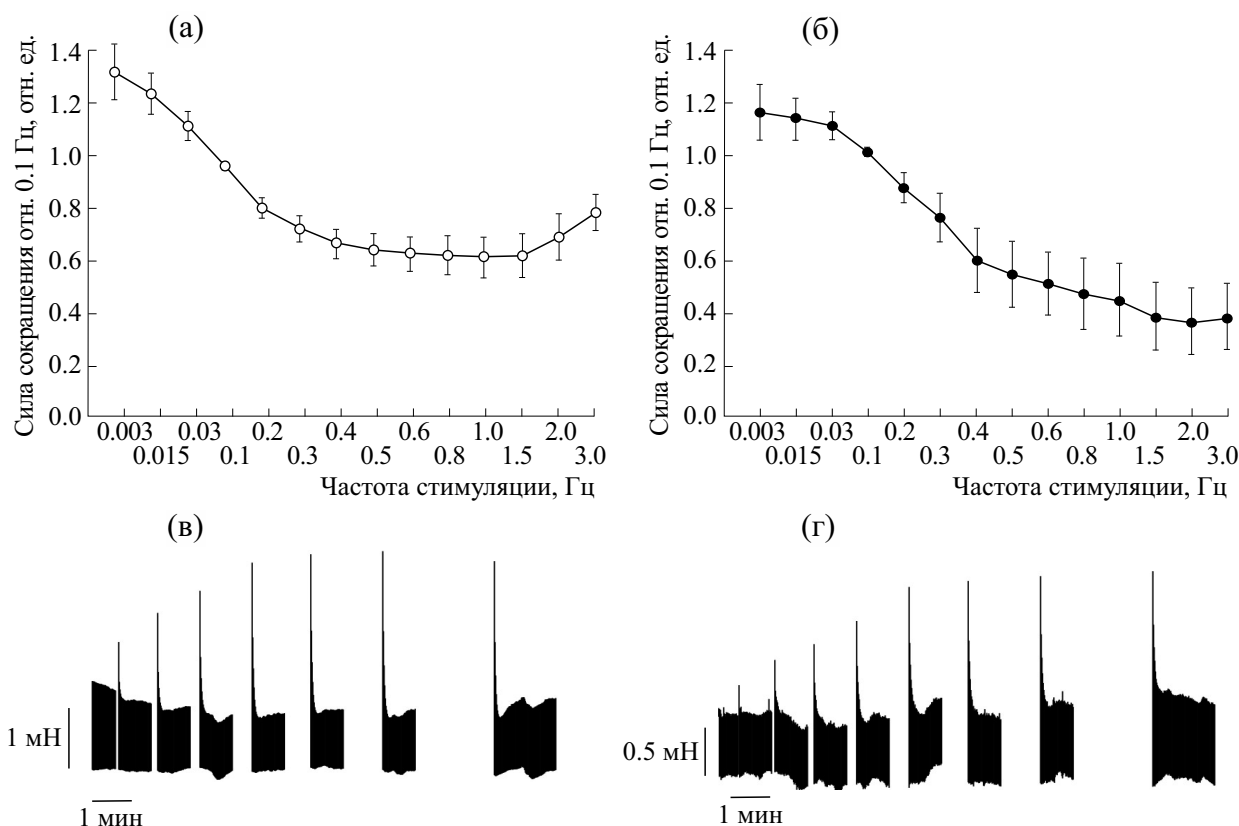 (а)
Сила сокращения отн. 0.1 Гц, отн. ед.
1.4
1.2
1.0
0.8
0.6
0.4
0.2
0.0
0.003 0.03 0.2 0.4 0.6 1.0 2.0
0.015 0.1 0.3 0.5 0.8 1.5 3.0
Частота стимуляции, Гц
(б)
Сила сокращения отн. 0.1 Гц, отн. ед.
1.4
1.2
1.0
0.8
0.6
0.4
0.2
0.0
0.003 0.03 0.2 0.4 0.6 1.0 2.0
0.015 0.1 0.3 0.5 0.8 1.5 3.0
Частота стимуляции, Гц
(в)
1 мН
1 мин
(г)
0.5 мН
1 мин